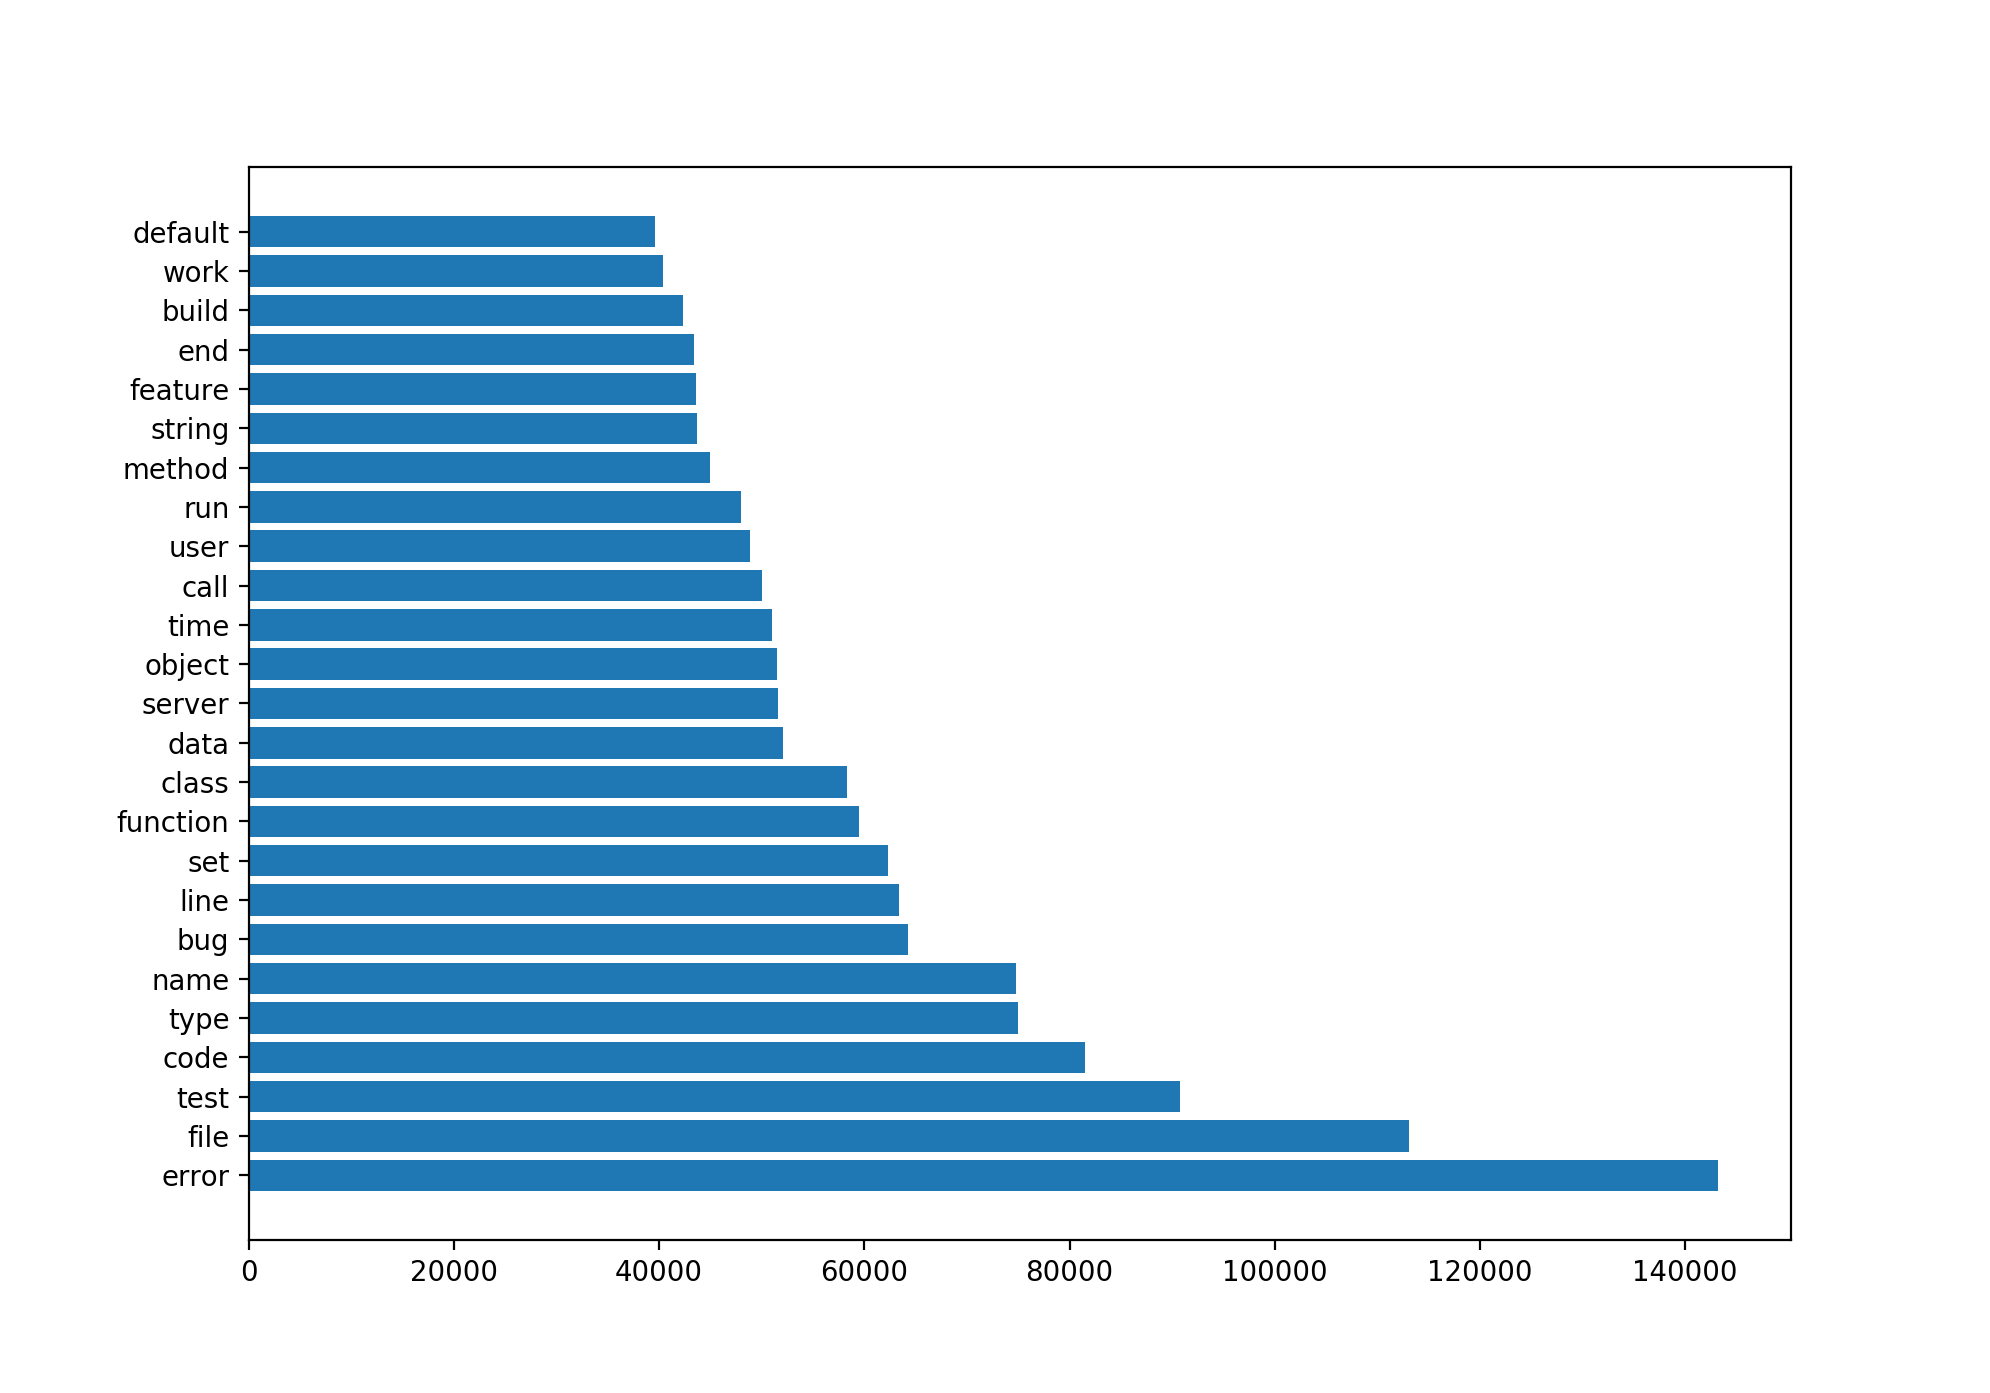 default
work
build
end
feature
string
method
run
user
call
time
object
server
data
class
function
set
line
bug
name
type
code
test
file
error
0 20000 40000 60000 80000 100000 120000 140000